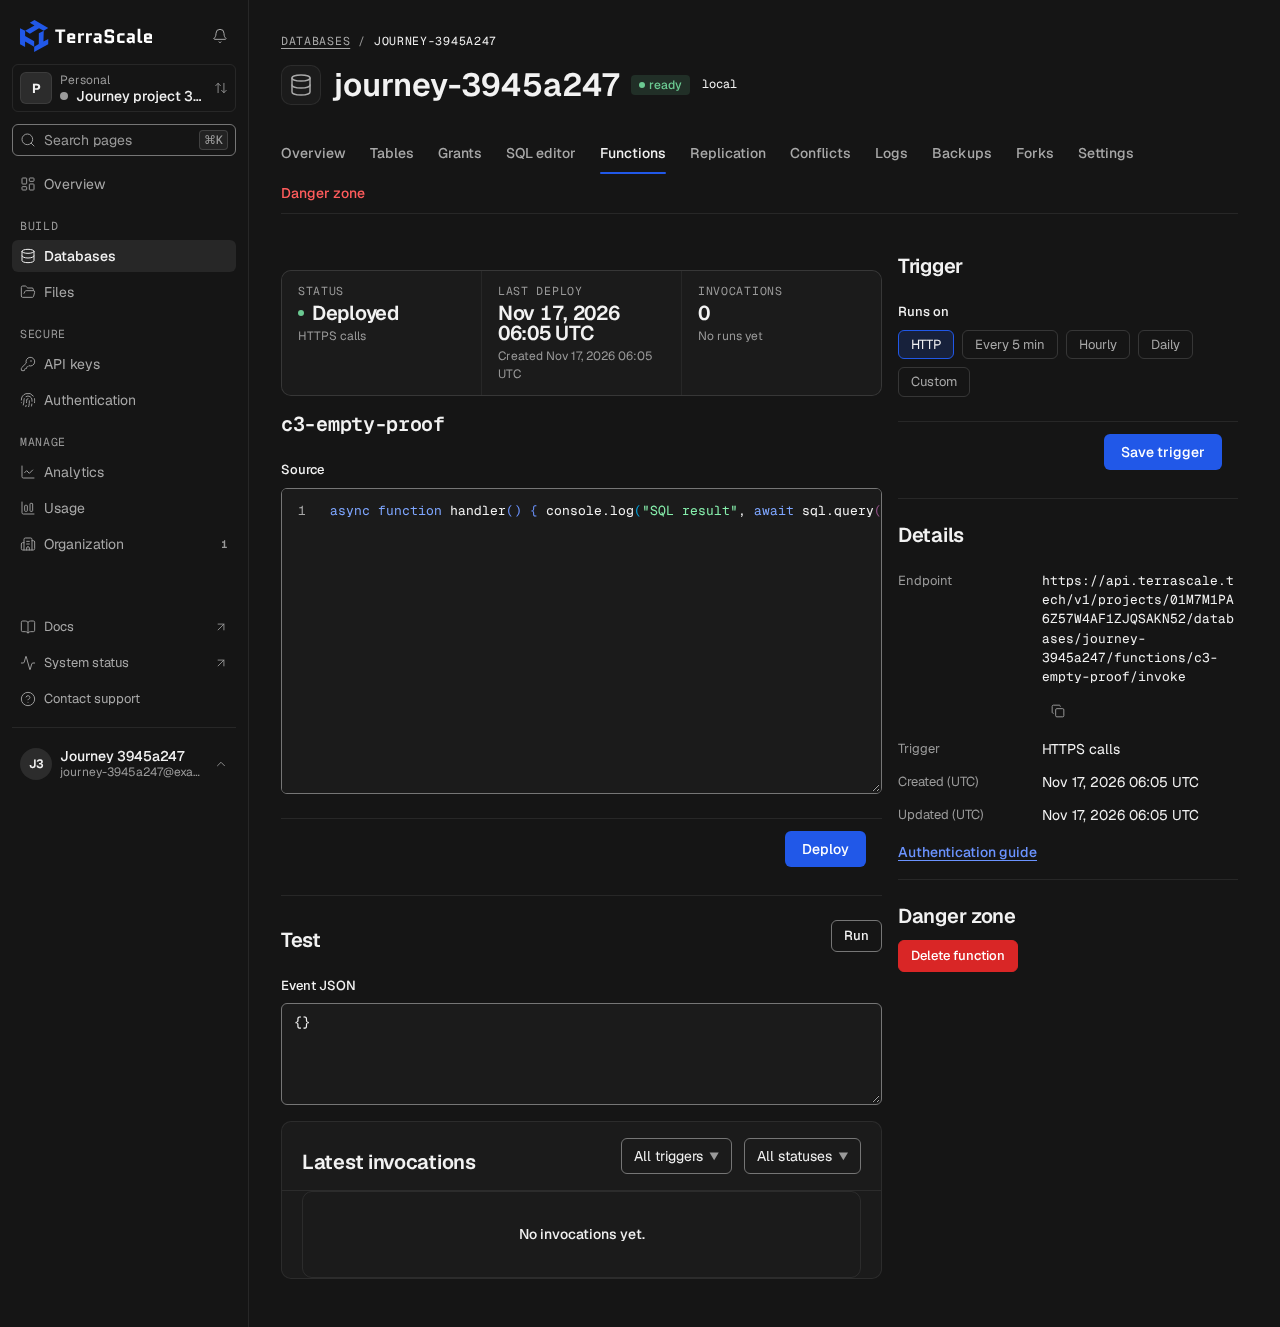 TerraScale
P
Personal
Journey project 3...
Search pages
⌘K
Overview
BUILD
Databases
Files
SECURE
API keys
Authentication
MANAGE
Analytics
Usage
Organization
1
Docs
System status
Contact support
J3
Journey 3945a247
journey-3945a247@exa...
DATABASES / JOURNEY-3945A247
journey-3945a247
ready
local
Overview
Tables
Grants
SQL editor
Functions
Replication
Conflicts
Logs
Backups
Forks
Settings
Danger zone
STATUS
Deployed
HTTPS calls
LAST DEPLOY
Nov 17, 2026
06:05 UTC
Created Nov 17, 2026 06:05
UTC
INVOCATIONS
0
No runs yet
c3-empty-proof
Source
1
async function handler() { console.log("SQL result", await sql.query(
Deploy
Test
Run
Event JSON
{}
Latest invocations
All triggers ▼
All statuses ▼
No invocations yet.
Trigger
Runs on
HTTP
Every 5 min
Hourly
Daily
Custom
Save trigger
Details
Endpoint
https://api.terrascale.t
ech/v1/projects/01M7M1PA
6Z57W4AF1ZJQSAKN52/datab
ases/journey-
3945a247/functions/c3-
empty-proof/invoke
Trigger
HTTPS calls
Created (UTC)
Nov 17, 2026 06:05 UTC
Updated (UTC)
Nov 17, 2026 06:05 UTC
Authentication guide
Danger zone
Delete function